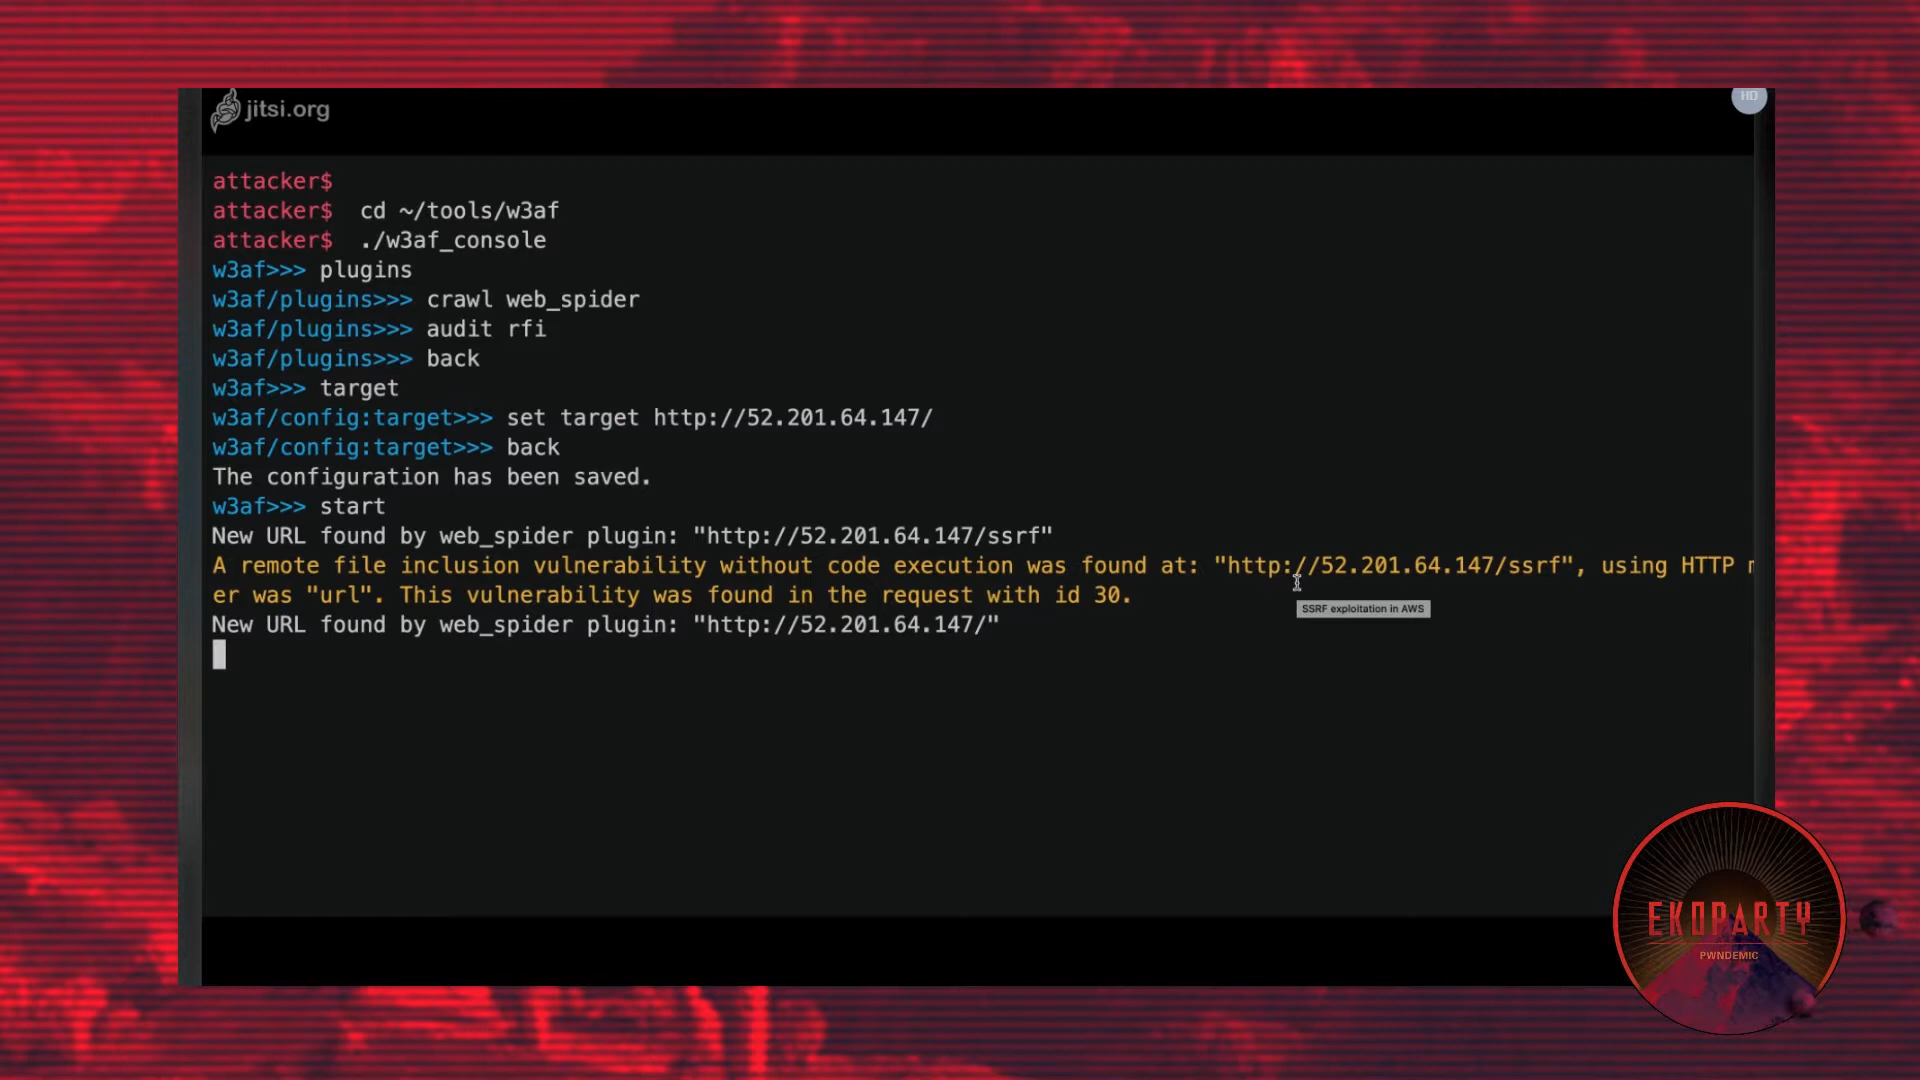 jitsi.org
HD
attacker$
attacker$ cd ~/tools/w3af
attacker$ ./w3af_console
w3af>>> plugins
w3af/plugins>>> crawl web_spider
w3af/plugins>>> audit rfi
w3af/plugins>>> back
w3af>>> target
w3af/config:target>>> set target http://52.201.64.147/
w3af/config:target>>> back
The configuration has been saved.
w3af>>> start
New URL found by web_spider plugin: "http://52.201.64.147/ssrf"
A remote file inclusion vulnerability without code execution was found at: "http://52.201.64.147/ssrf", using HTTP
er was "url". This vulnerability was found in the request with id 30.
SSRF exploitation in AWS
New URL found by web_spider plugin: "http://52.201.64.147/"
EKOPARTY
PWNDEMIC